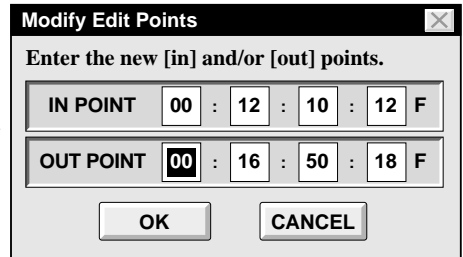 Modify Edit Points
Enter the new [in] and/or [out] points.
IN POINT 00 : 12 : 10 : 12 F
OUT POINT 00 : 16 : 50 : 18 F
OK CANCEL